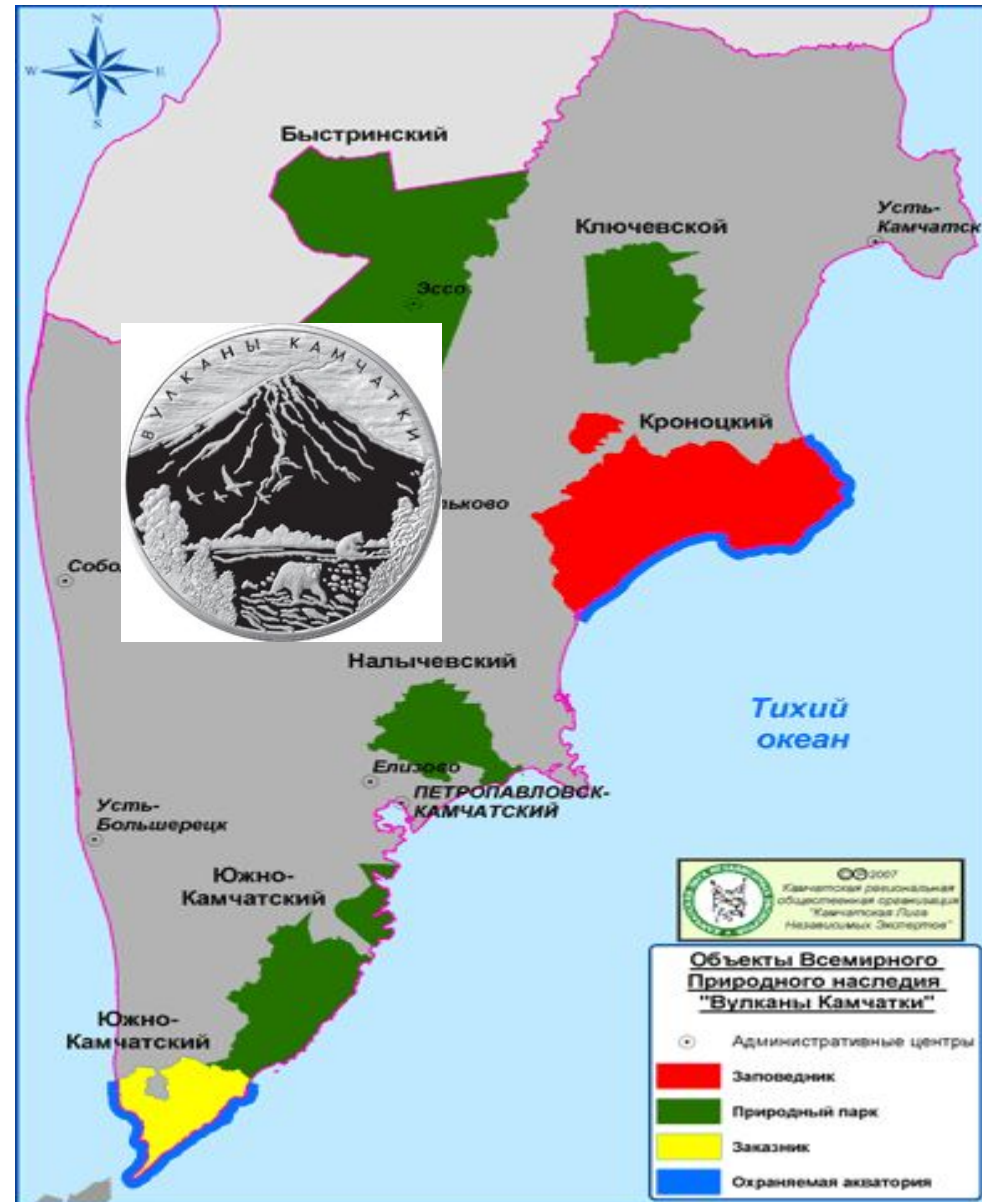 N
W
E
S
Быстринский
Ключевской
Усть-
Камчатск
Эссо
ВУЛКАНЫ КАМЧАТКИ
Кроноцкий
ьково
Собол
Налычевский
Тихий
океан
Елизово
ПЕТРОПАВЛОВСК-
КАМЧАТСКИЙ
Усть-
Большерецк
Южно-
Камчатский
2007
Камчатская региональная
общественная организация
"Камчатская Лига
Независимых Экспертов"
Объекты Всемирного
Природного наследия
"Вулканы Камчатки"
Южно-
Камчатский
Административные центры
Заповедник
Природный парк
Заказник
Охраняемая акватория